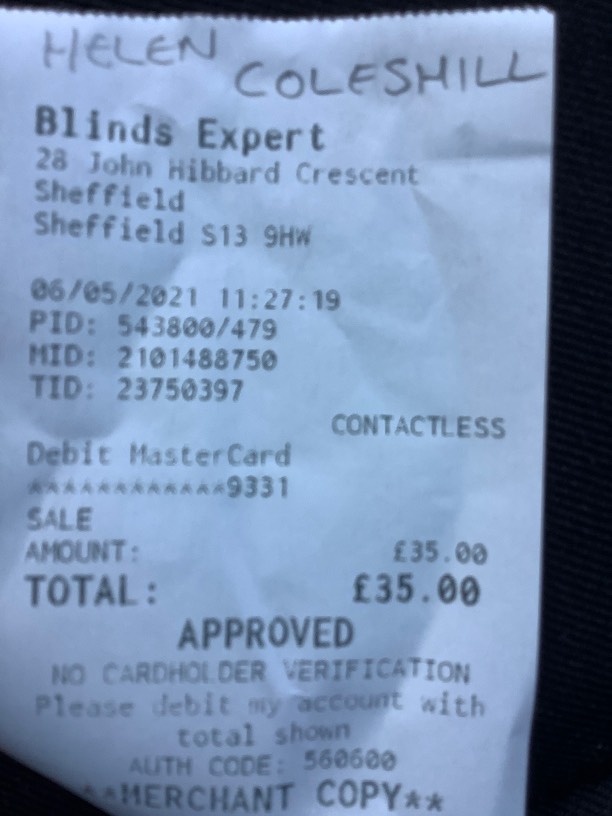 HELEN
COLESHILL
Blinds Expert
28 John Hibbard Crescent
Sheffield
Sheffield S13 9HW
06/05/2021 11:27:19
PID: 543800/479
MID: 2101488750
TID: 23750397
CONTACTLESS
Debit MasterCard
************9331
SALE
AMOUNT: £35.00
TOTAL: £35.00
APPROVED
NO CARDHOLDER VERIFICATION
Please debit my account with
total shown
AUTH CODE: 560600
**MERCHANT COPY**